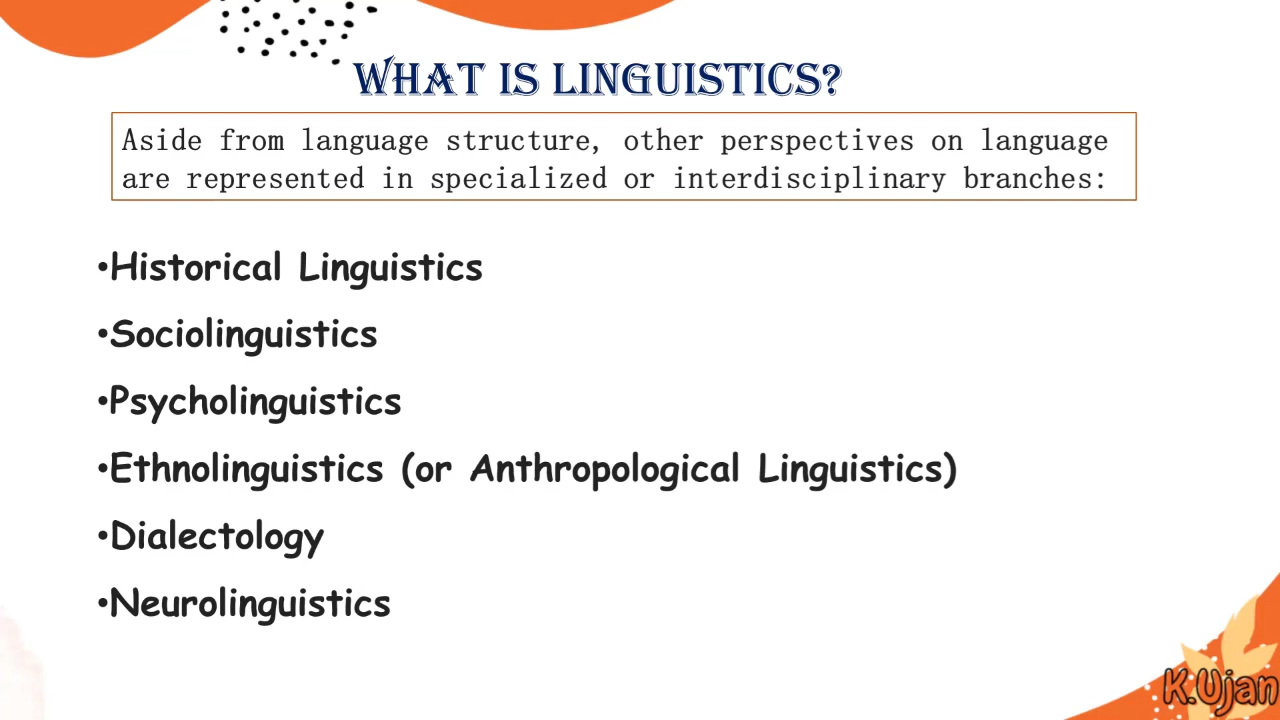 WHAT IS LINGUISTICS?
Aside from language structure, other perspectives on language
are represented in specialized or interdisciplinary branches:
•Historical Linguistics
•Sociolinguistics
•Psycholinguistics
•Ethnolinguistics (or Anthropological Linguistics)
•Dialectology
•Neurolinguistics
K.Ujan